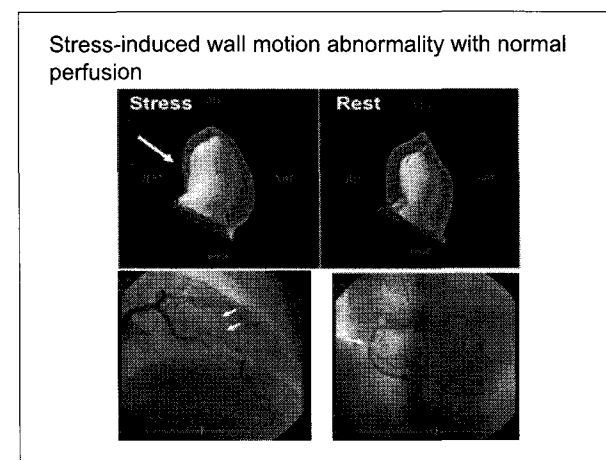 Stress-induced wall motion abnormality with normal
perfusion
Stress
Rest